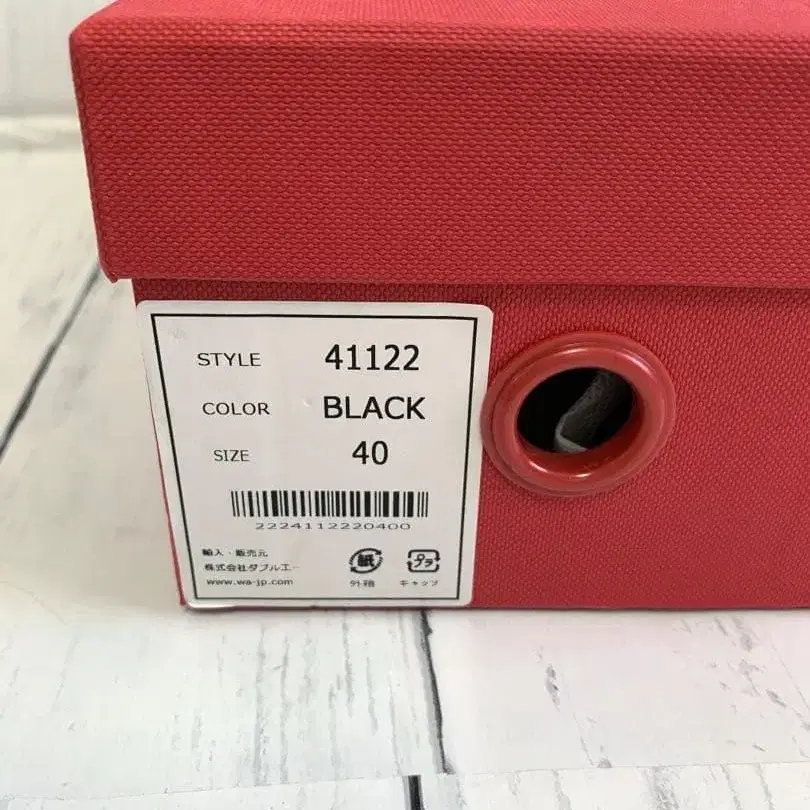 STYLE 41122
COLOR BLACK
SIZE 40
2224112220400
輸入・販売元
株式会社ダブルエー
www.wa-jp.com
紙
外箱
プラ
キャップ